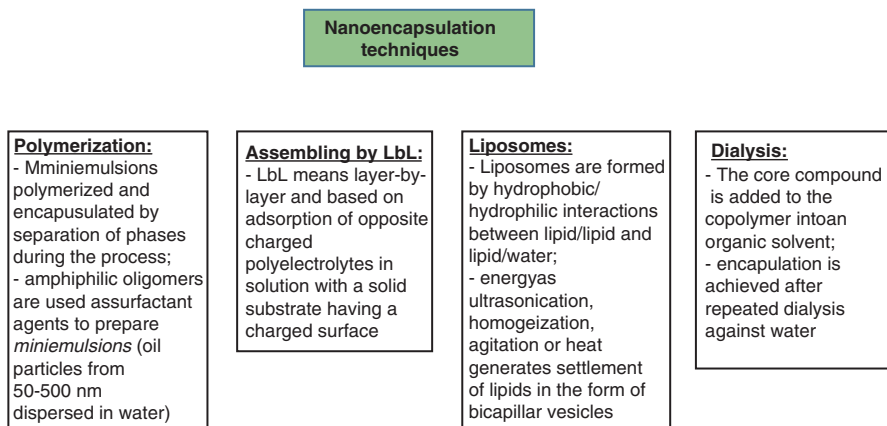 Nanoencapsulation
techniques
Polymerization:
- Mminiemulsions
polymerized and
encapusulated by
separation of phases
during the process;
- amphiphilic oligomers
are used assurfactant
agents to prepare
miniemulsions (oil
particles from
50-500 nm
dispersed in water)
Assembling by LbL:
- LbL means layer-by-
layer and based on
adsorption of opposite
charged
polyelectrolytes in
solution with a solid
substrate having a
charged surface
Liposomes:
- Liposomes are formed
by hydrophobic/
hydrophilic interactions
between lipid/lipid and
lipid/water;
- energyas
ultrasonication,
homogeization,
agitation or heat
generates settlement
of lipids in the form of
bicapillar vesicles
Dialysis:
- The core compound
is added to the
copolymer intoan
organic solvent;
- encapulation is
achieved after
repeated dialysis
against water